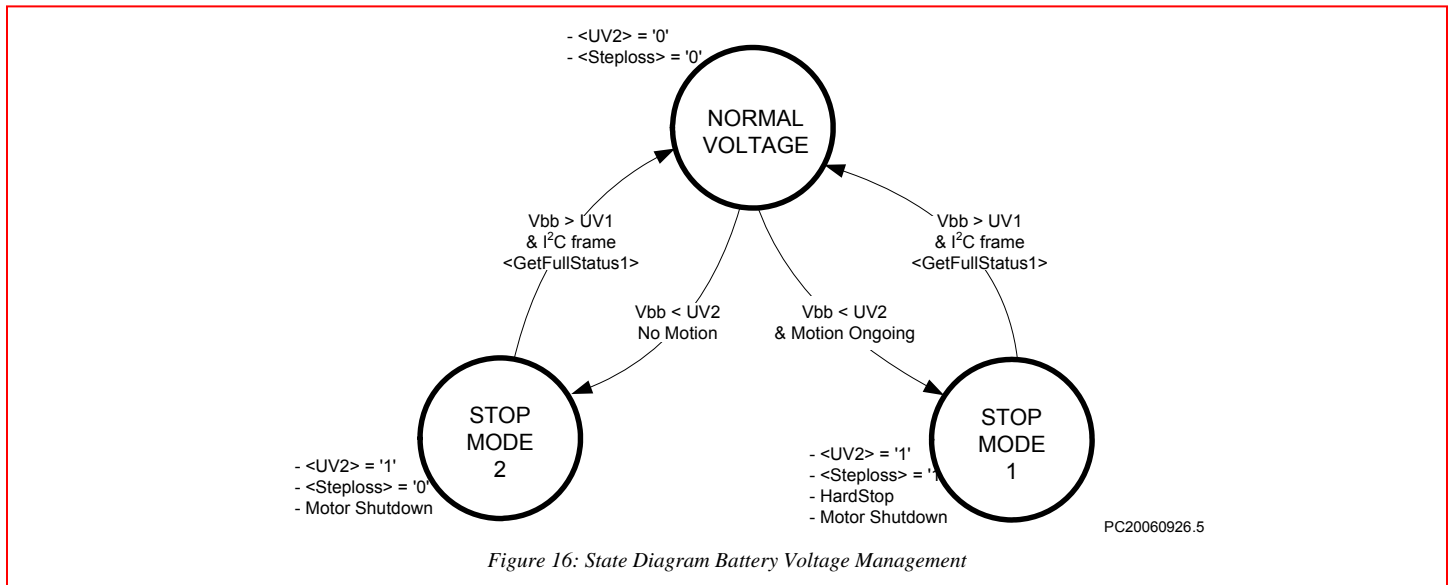 - <UV2> = '0'
- <Steploss> = '0'
NORMAL
VOLTAGE
Vbb > UV1
& I²C frame
<GetFullStatus1>
Vbb > UV1
& I²C frame
<GetFullStatus1>
Vbb < UV2
No Motion
Vbb < UV2
& Motion Ongoing
STOP
MODE
2
STOP
MODE
1
- <UV2> = '1'
- <Steploss> = '0'
- Motor Shutdown
- <UV2> = '1'
- <Steploss> = '1
- HardStop
- Motor Shutdown
PC20060926.5
Figure 16: State Diagram Battery Voltage Management